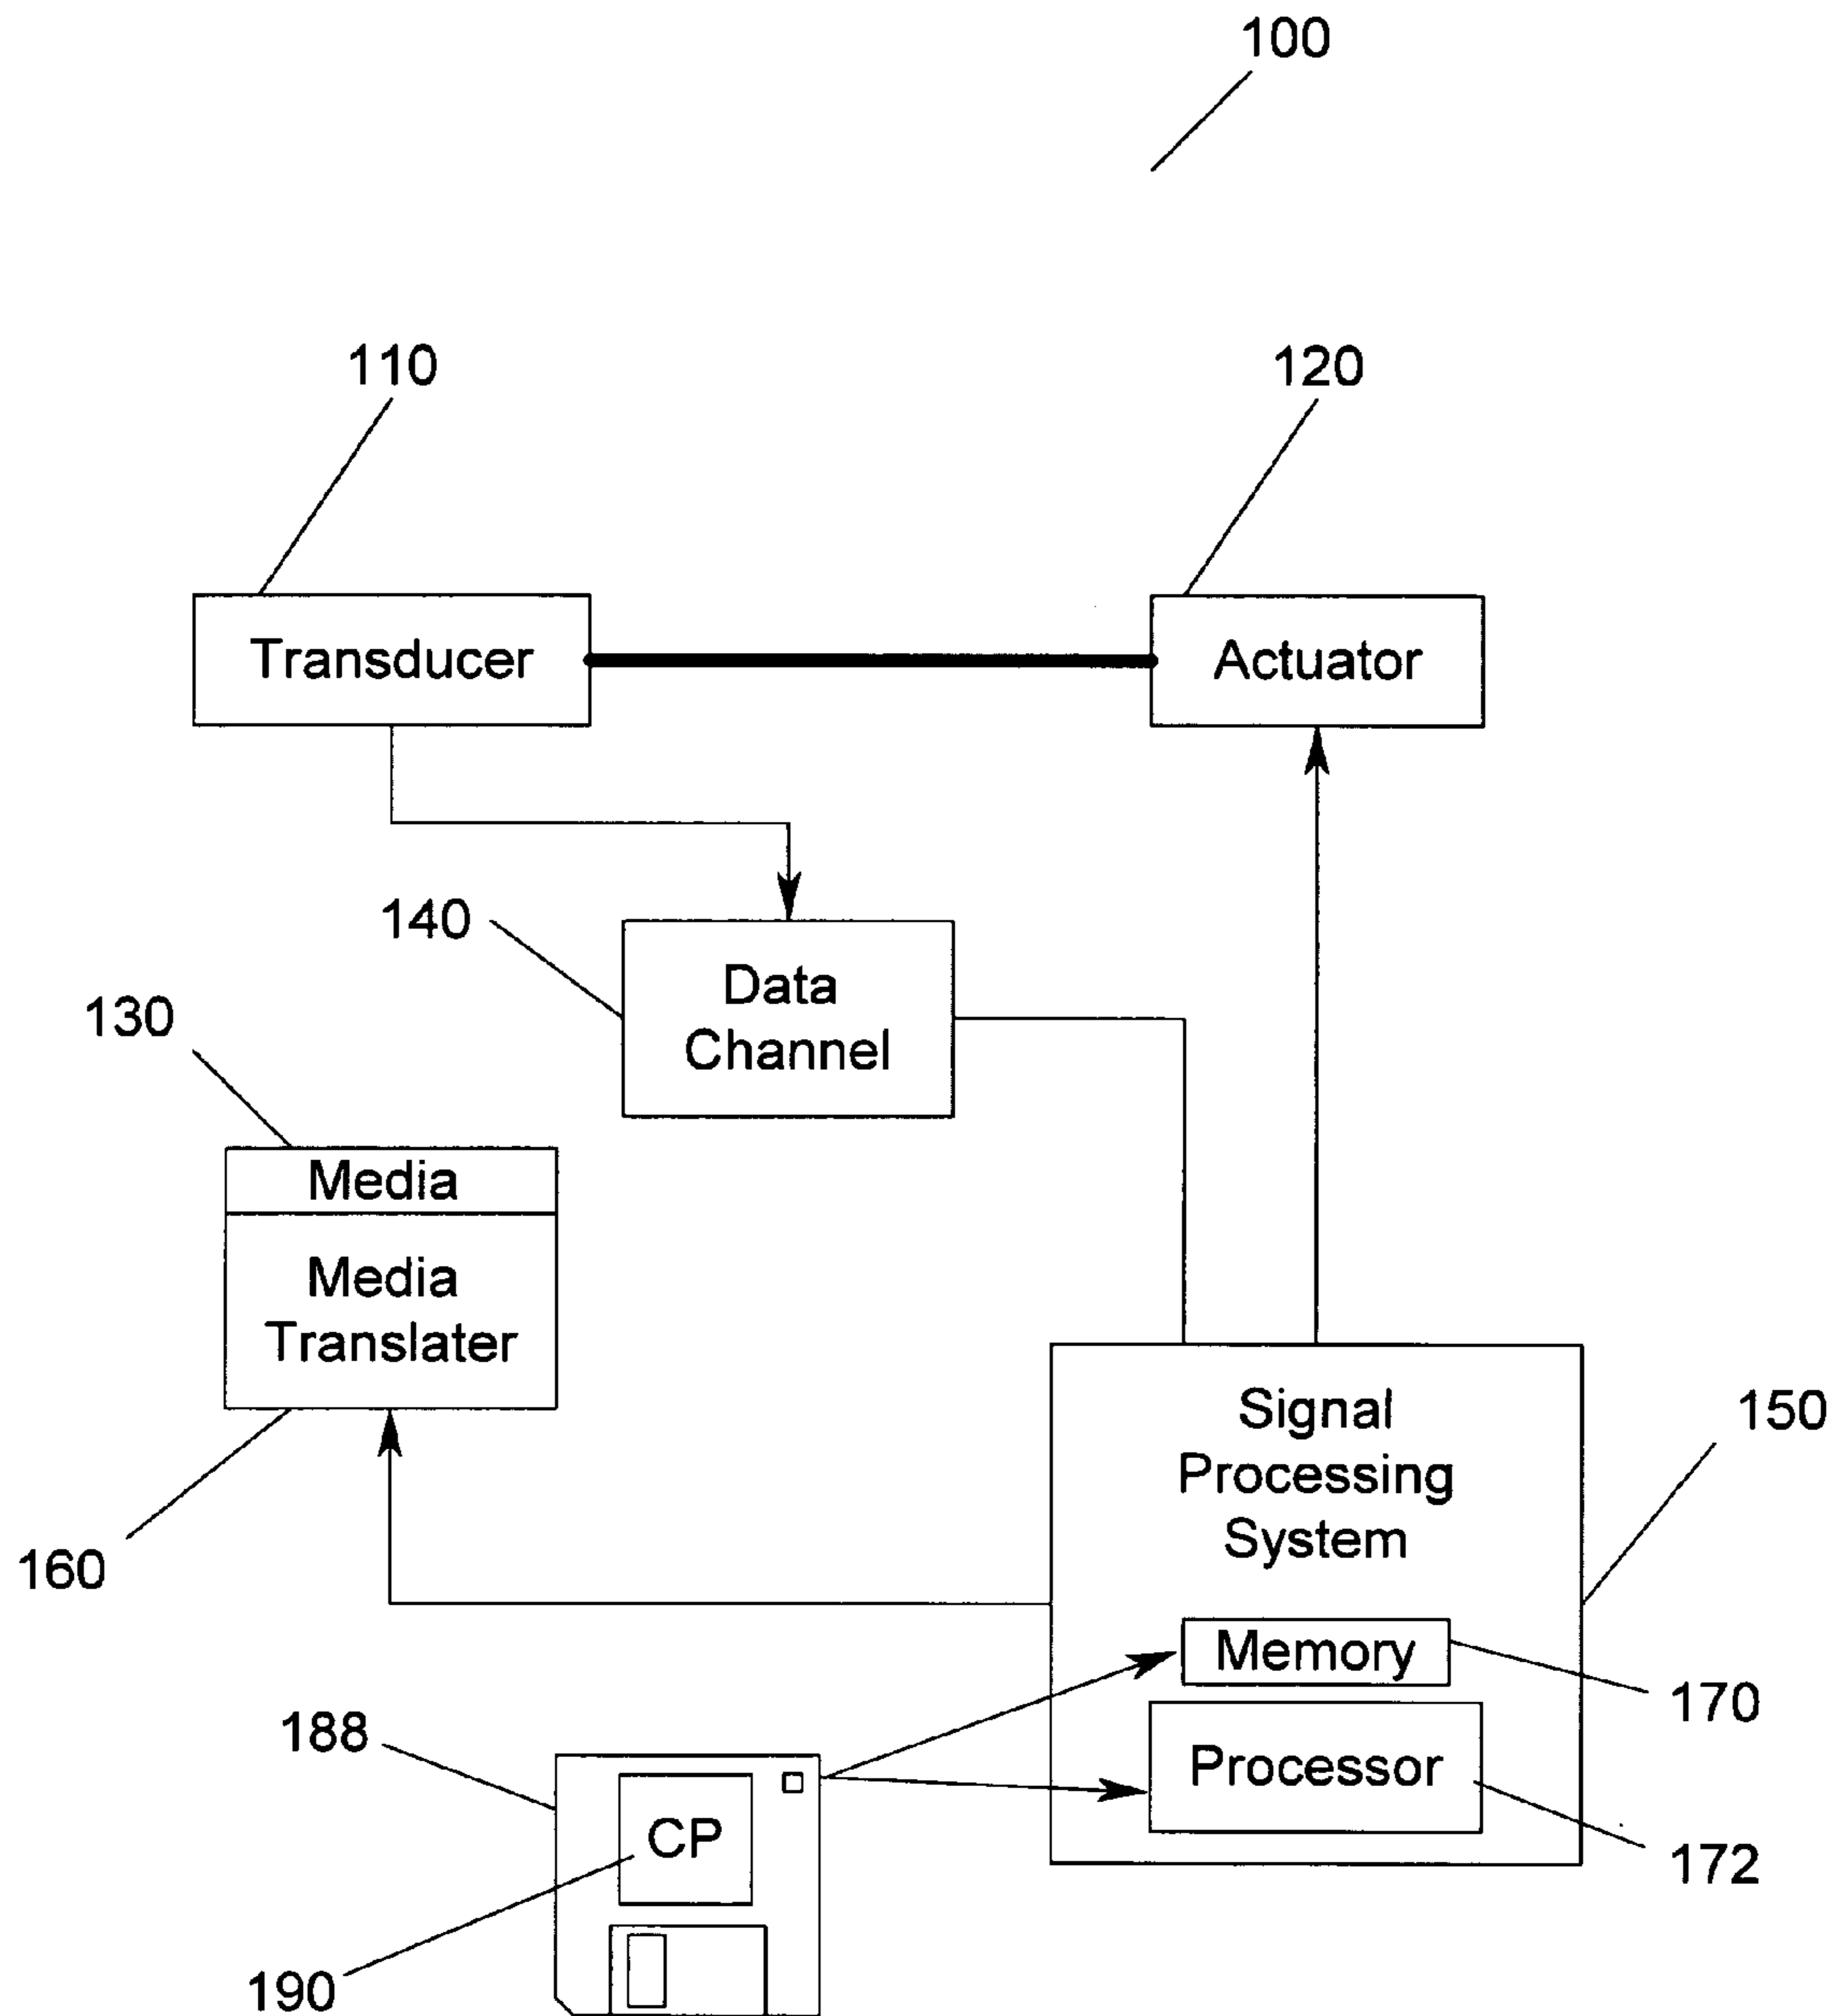 100
110
120
Transducer
Actuator
140
Data
Channel
130
Media
Media
Translater
160
Signal
Processing
System
150
Memory
170
Processor
172
188
CP
190